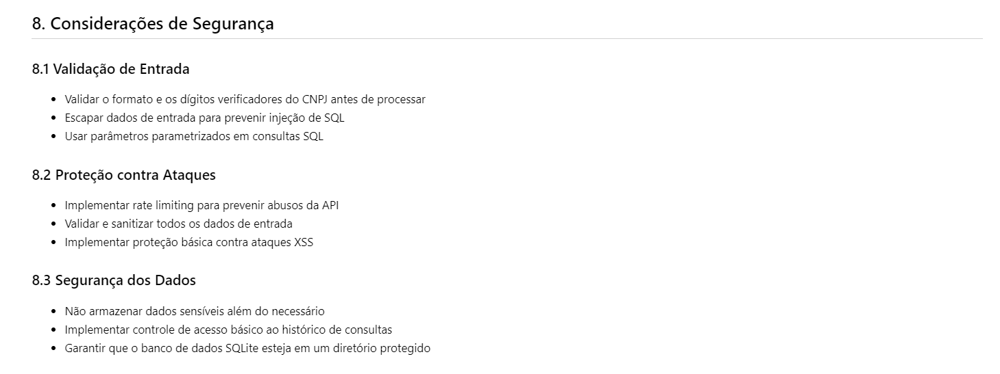 8. Considerações de Segurança
8.1 Validação de Entrada
• Validar o formato e os dígitos verificadores do CNPJ antes de processar
• Escapar dados de entrada para prevenir injeção de SQL
• Usar parâmetros parametrizados em consultas SQL
8.2 Proteção contra Ataques
• Implementar rate limiting para prevenir abusos da API
• Validar e sanitizar todos os dados de entrada
• Implementar proteção básica contra ataques XSS
8.3 Segurança dos Dados
• Não armazenar dados sensíveis além do necessário
• Implementar controle de acesso básico ao histórico de consultas
• Garantir que o banco de dados SQLite esteja em um diretório protegido